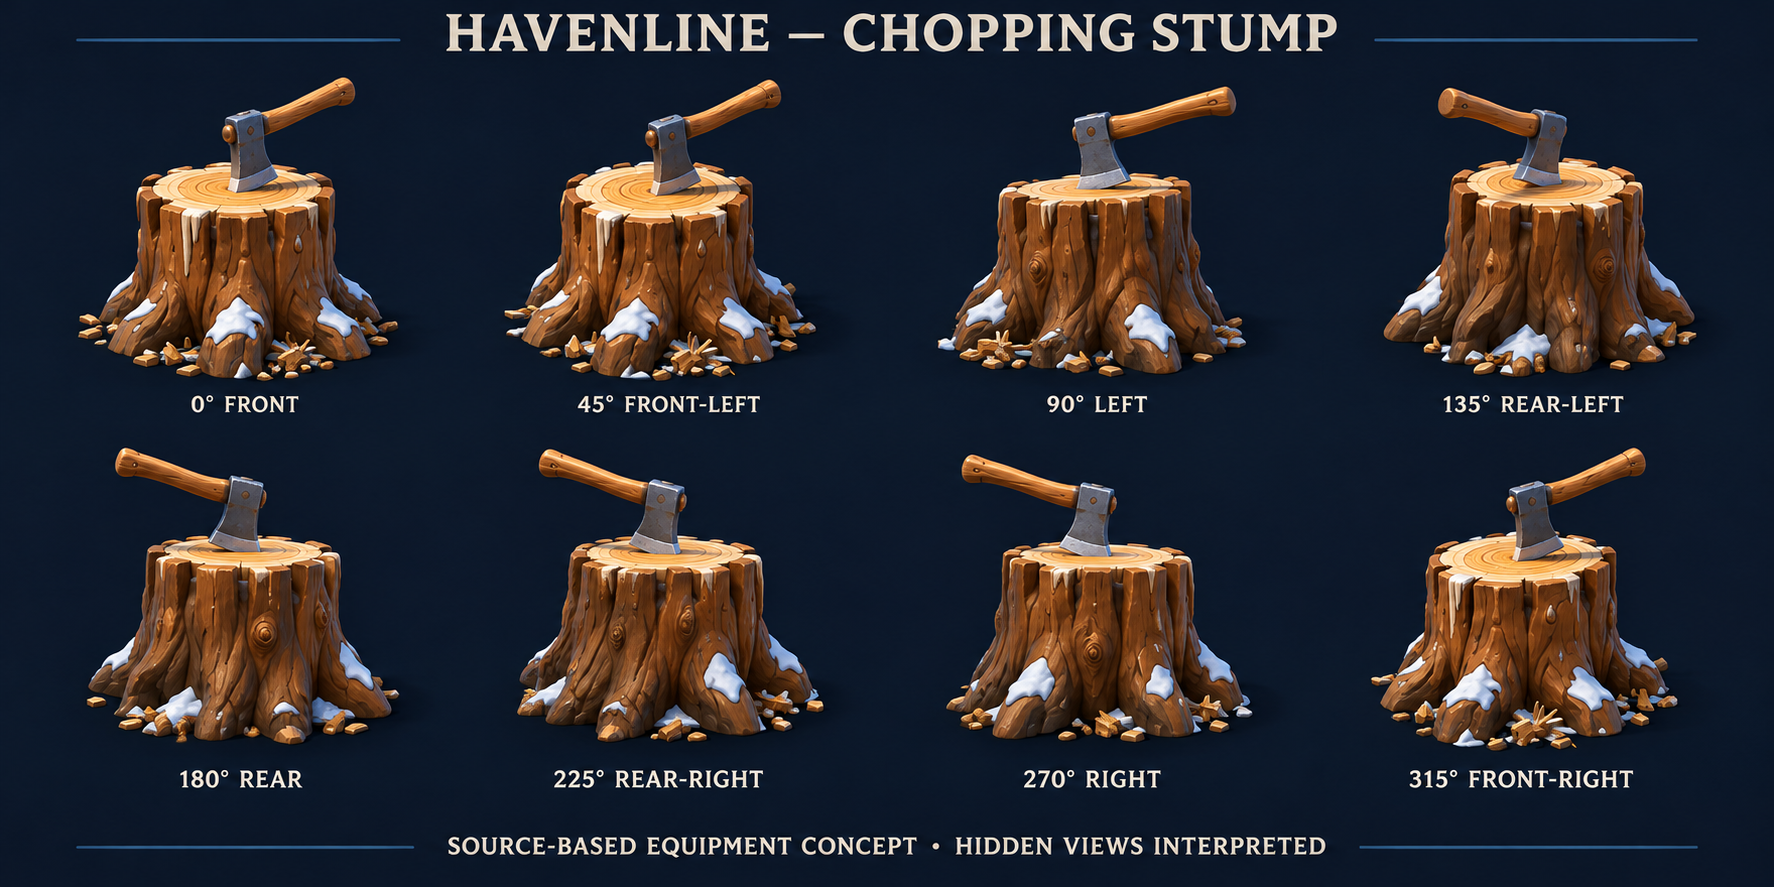 HAVENLINE — CHOPPING STUMP
0° FRONT
45° FRONT-LEFT
90° LEFT
135° REAR-LEFT
180° REAR
225° REAR-RIGHT
270° RIGHT
315° FRONT-RIGHT
SOURCE-BASED EQUIPMENT CONCEPT • HIDDEN VIEWS INTERPRETED